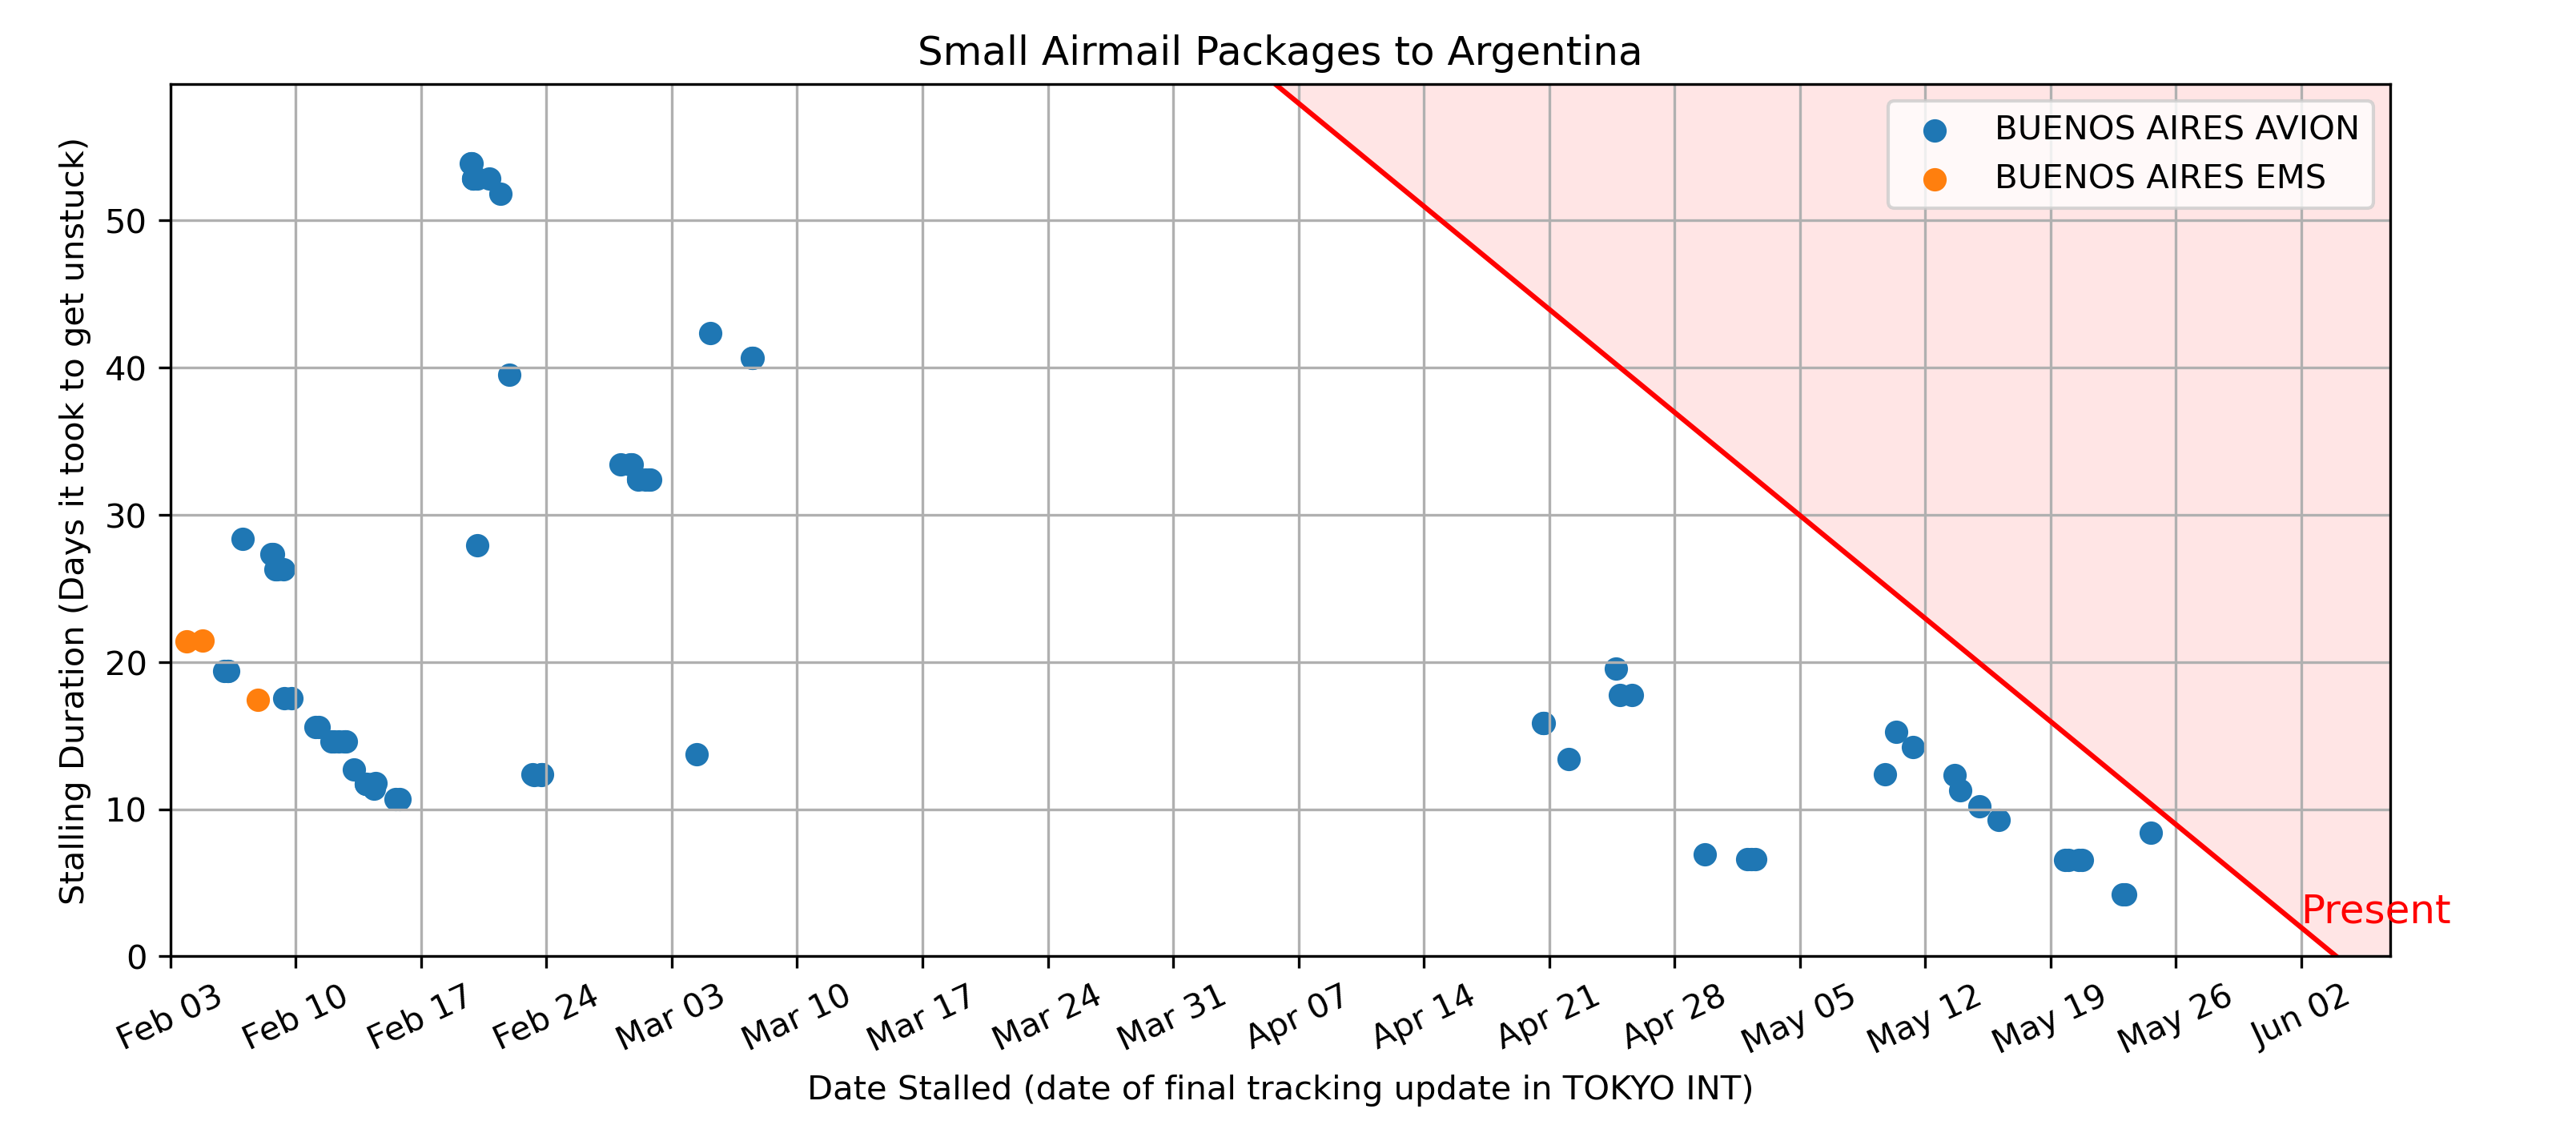 Small Airmail Packages to Argentina
BUENOS AIRES AVION
BUENOS AIRES EMS
Stalling Duration (Days it took to get unstuck)
50
40
30
20
10
0
Present
Feb 03
Feb 10
Feb 17
Feb 24
Mar 03
Mar 10
Mar 17
Mar 24
Mar 31
Apr 07
Apr 14
Apr 21
Apr 28
May 05
May 12
May 19
May 26
Jun 02
Date Stalled (date of final tracking update in TOKYO INT)